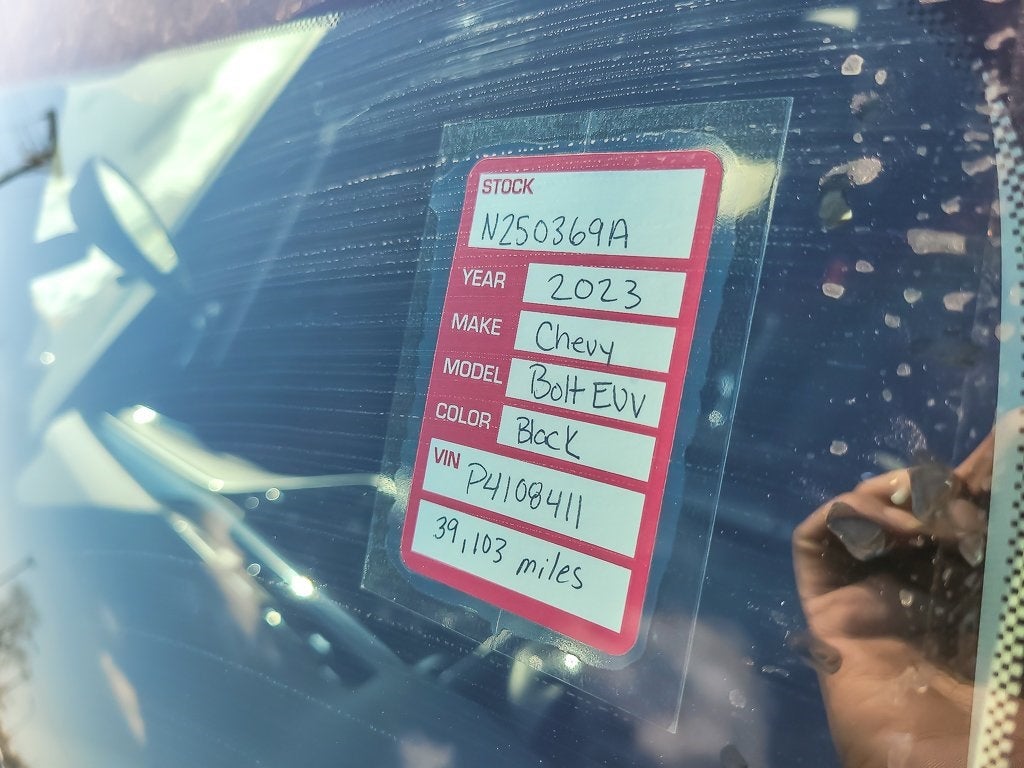 STOCK
N250369A
YEAR 2023
MAKE Chevy
MODEL Bolt EUV
COLOR Black
VIN P4108411
39,103 miles